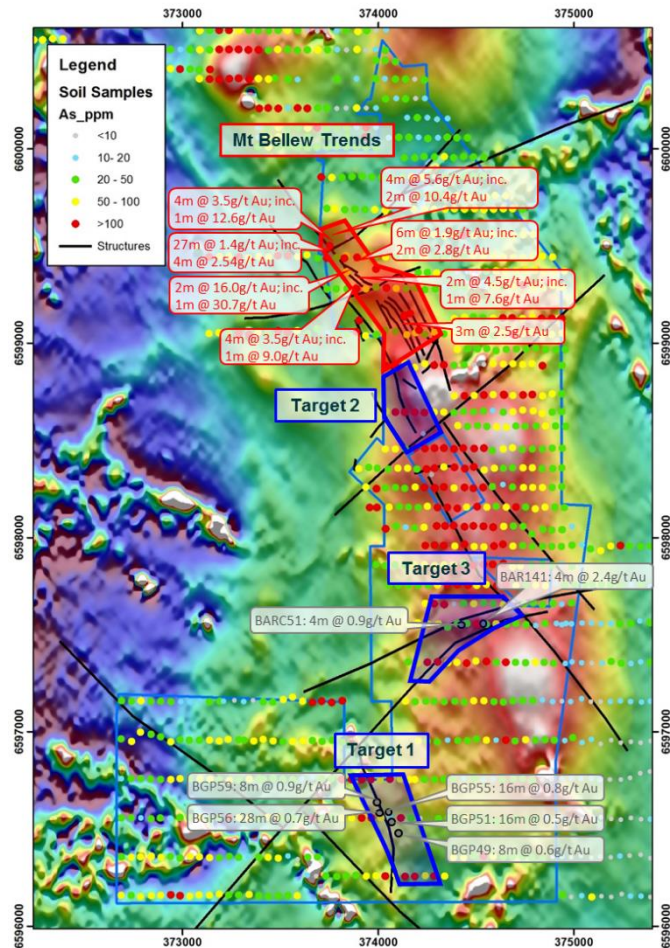 373000 374000 375000
Legend
Soil Samples
As_ppm
<10
10- 20
20 - 50
50 - 100
>100
Structures
6600000
6599000
6598000
6597000
6596000
Mt Bellew Trends
4m @ 5.6g/t Au; inc.
2m @ 10.4g/t Au
4m @ 3.5g/t Au; inc.
1m @ 12.6g/t Au
6m @ 1.9g/t Au; inc.
2m @ 2.8g/t Au
27m @ 1.4g/t Au; inc.
4m @ 2.54g/t Au
2m @ 4.5g/t Au; inc.
1m @ 7.6g/t Au
2m @ 16.0g/t Au; inc.
1m @ 30.7g/t Au
3m @ 2.5g/t Au
4m @ 3.5g/t Au; inc.
1m @ 9.0g/t Au
Target 2
Target 3
BAR141: 4m @ 2.4g/t Au
BARC51: 4m @ 0.9g/t Au
Target 1
BGP59: 8m @ 0.9g/t Au
BGP55: 16m @ 0.8g/t Au
BGP56: 28m @ 0.7g/t Au
BGP51: 16m @ 0.5g/t Au
BGP49: 8m @ 0.6g/t Au
373000 374000 375000